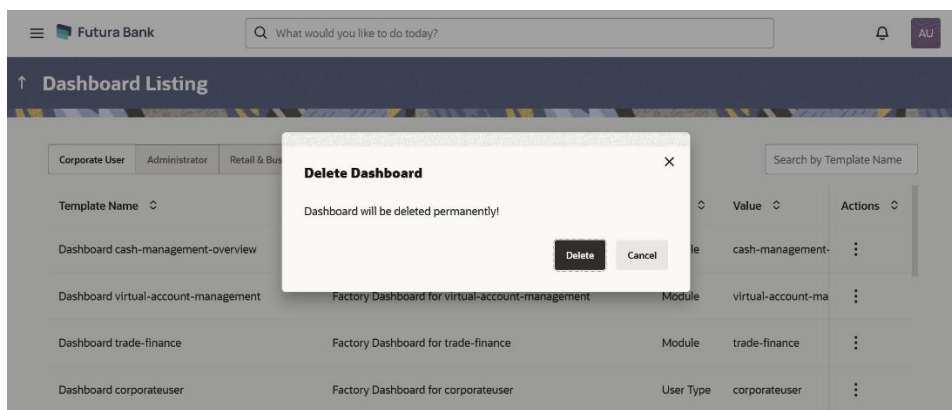 Futura Bank
What would you like to do today?
AU
Dashboard Listing
Corporate User Administrator Retail & Bus
Search by Template Name
Delete Dashboard
Dashboard will be deleted permanently!
Delete Cancel
Template Name Value Actions
Dashboard cash-management-overview le cash-management-
Dashboard virtual-account-management Factory Dashboard for virtual-account-management Module virtual-account-ma
Dashboard trade-finance Factory Dashboard for trade-finance Module trade-finance
Dashboard corporateuser Factory Dashboard for corporateuser User Type corporateuser